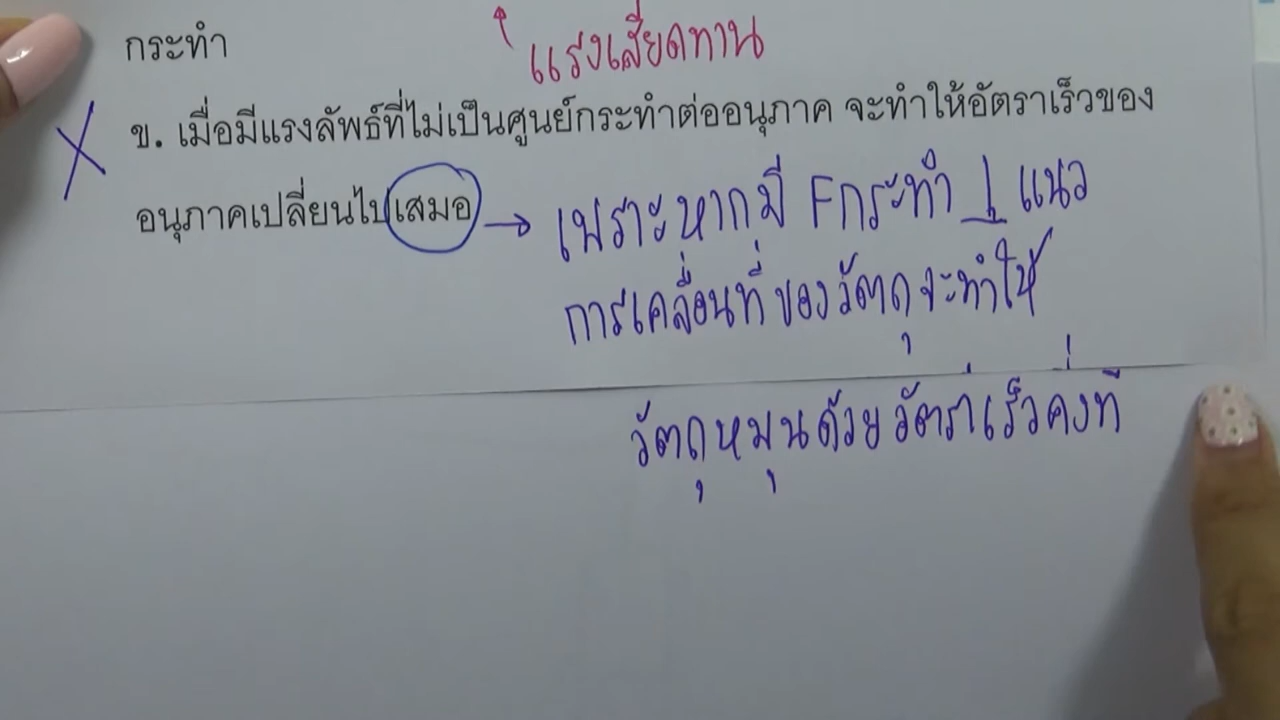 กระทำ
แรงเสียดทาน
ข. เมื่อมีแรงลัพธ์ที่ไม่เป็นศูนย์กระทำต่ออนุภาค จะทำให้อัตราเร็วของ
อนุภาคเปลี่ยนไปเสมอ → เพราะหากมี Fกระทำ ⊥ แนว
การเคลื่อนที่ของวัตถุจะทำให้
วัตถุหมุนด้วยอัตราเร็วคงที่